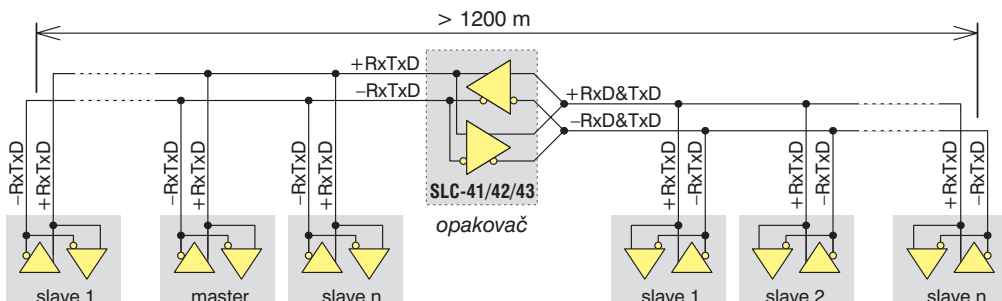 > 1200 m
+RxTxD
−RxTxD
+RxD&TxD
−RxD&TxD
SLC-41/42/43
opakovač
−RxTxD
+RxTxD
−RxTxD
+RxTxD
−RxTxD
+RxTxD
+RxTxD
−RxTxD
+RxTxD
−RxTxD
+RxTxD
−RxTxD
slave 1
master
slave n
slave 1
slave 2
slave n